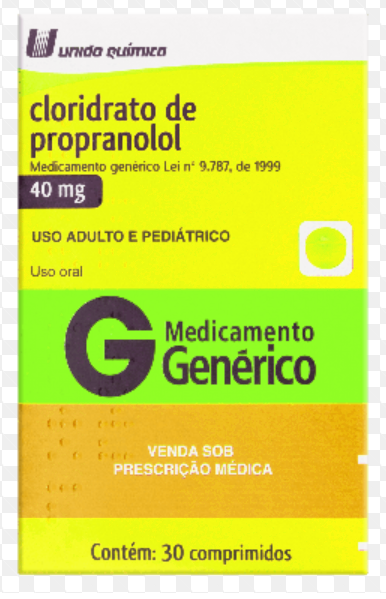 UNIÃO QUÍMICA
cloridrato de
propranolol
Medicamento genérico Lei n° 9.787, de 1999
40 mg
USO ADULTO E PEDIÁTRICO
Uso oral
G Medicamento
Genérico
VENDA SOB
PRESCRIÇÃO MÉDICA
Contém: 30 comprimidos